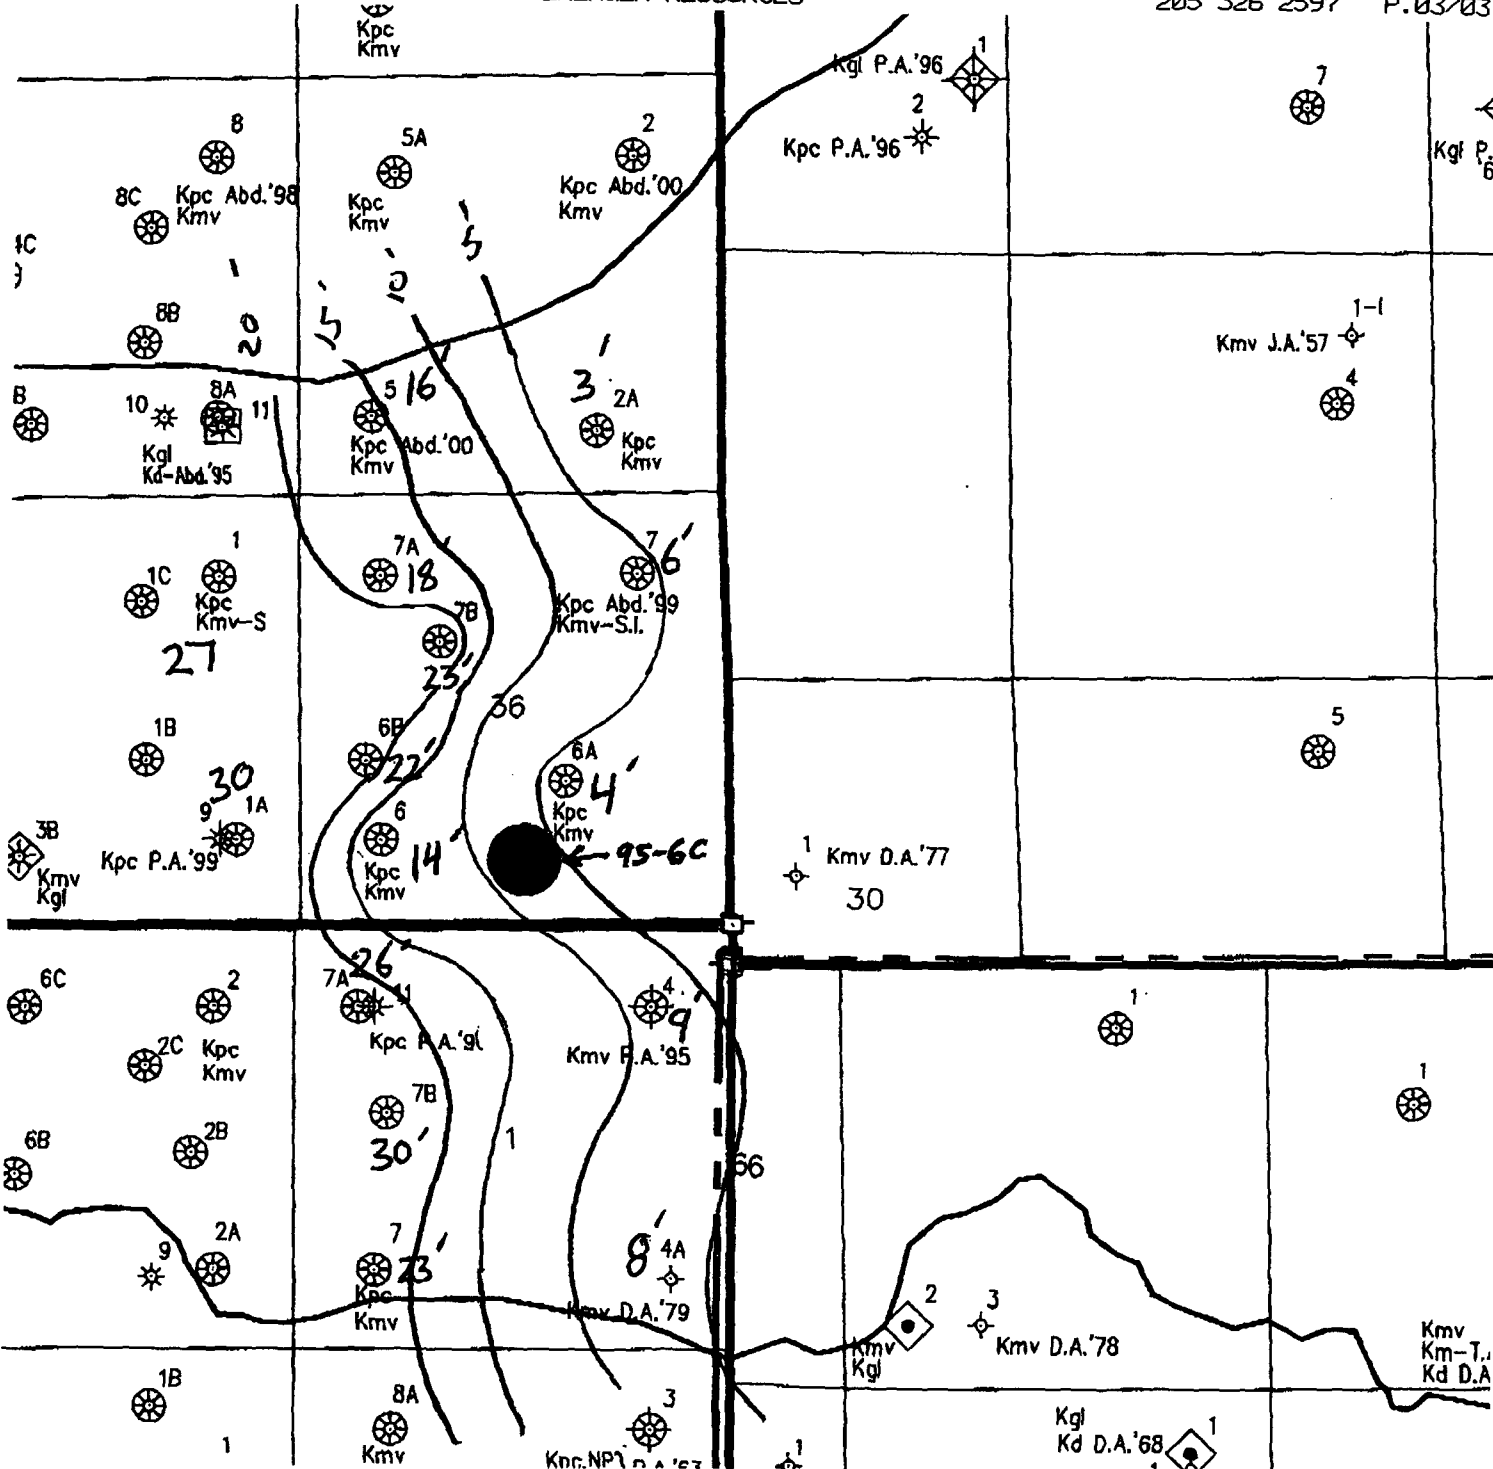 203 326 2597 P.03/03
Kpc
Kmv
Kgl P.A.'96
1
2
Kpc P.A.'96
7
8
5A
2
8C
Kpc Abd.'98
Kmv
Kpc
Kmv
Kpc Abd.'00
Kmv
Kgl P.
5'
10'
15'
20'
8B
1-1
Kmv J.A.'57
4
B
10
8A
11
5
16'
3'
2A
Kgl
Kd-Abd.'95
Kpc Abd.'00
Kmv
Kpc
Kmv
1
1C
7A
18'
7
6'
Kpc
Kmv-S
7B
Kpc Abd.'99
Kmv-S.I.
27
23'
36
1B
6B
22'
6A
4'
5
30
9
1A
6
Kpc
Kmv
3B
Kpc P.A.'99
14'
95-6C
1
Kmv D.A.'77
Kmv
Kgl
Kpc
Kmv
30
26'
6C
2
7A
11
4
9'
1
2C
Kpc
Kmv
Kpc P.A.'9
Kmv P.A.'95
7B
1
6B
2B
30'
1
66
2A
7
23'
8'
4A
9
Kpc
Kmv
Kmv D.A.'79
2
3
Kmv
Kgl
Kmv D.A.'78
Kmv
Km-T.
Kd D.A
1B
8A
3
Kgl
Kd D.A.'68
1
1
Kmv
1